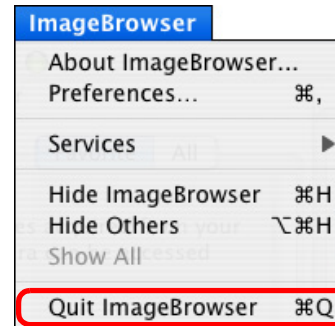 ImageBrowser
About ImageBrowser...
Preferences... ⌘,
Services ▶
Hide ImageBrowser ⌘H
Hide Others ⌥⌘H
Show All
Quit ImageBrowser ⌘Q